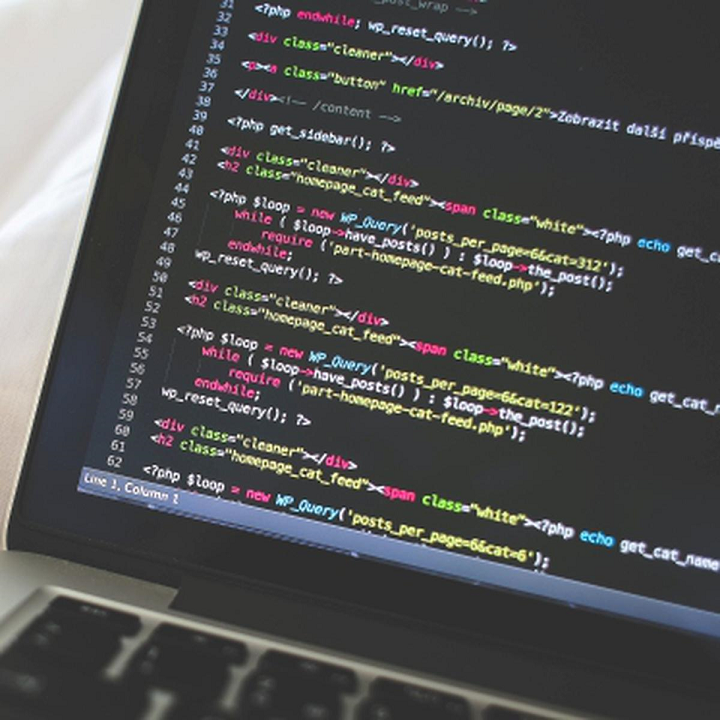 31 post_wrap -->
32 <?php endwhile; wp_reset_query(); ?>
33
34 <div class="cleaner"></div>
35
36 <p><a class="button" href="/archiv/page/2">Zobrazit další příspě
37
38 </div><!-- /content -->
39
40 <?php get_sidebar(); ?>
41
42 <div class="cleaner"></div>
43 <h2 class="homepage_cat_feed"><span class="white"><?php echo get_c
44
45 <?php $loop = new WP_Query('posts_per_page=6&cat=312');
46 while ( $loop->have_posts() ) : $loop->the_post();
47 require ('part-homepage-cat-feed.php');
48 endwhile;
49 wp_reset_query(); ?>
50
51 <div class="cleaner"></div>
52 <h2 class="homepage_cat_feed"><span class="white"><?php echo get_cat_
53
54 <?php $loop = new WP_Query('posts_per_page=6&cat=122');
55 while ( $loop->have_posts() ) : $loop->the_post();
56 require ('part-homepage-cat-feed.php');
57 endwhile;
58 wp_reset_query(); ?>
59
60 <div class="cleaner"></div>
61 <h2 class="homepage_cat_feed"><span class="white"><?php echo get_cat_name
62
<?php $loop = new WP_Query('posts_per_page=6&cat=6');
Line 1, Column 1